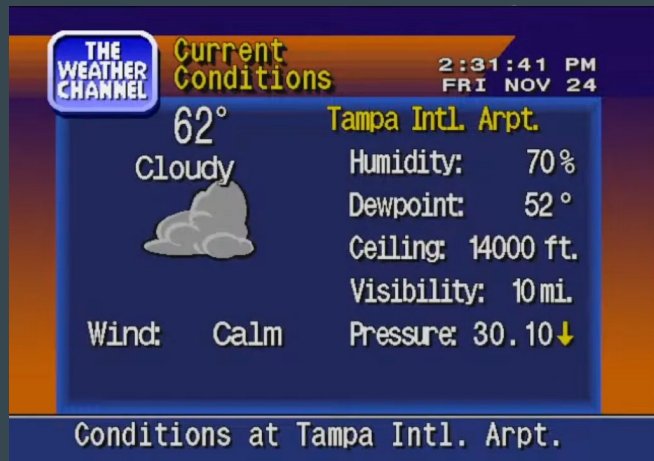 THE
WEATHER
CHANNEL
Current
Conditions
2:31:41 PM
FRI NOV 24
62°
Cloudy
Wind: Calm
Tampa Intl. Arpt.
Humidity: 70%
Dewpoint: 52°
Ceiling: 14000 ft.
Visibility: 10 mi.
Pressure: 30.10↓
Conditions at Tampa Intl. Arpt.